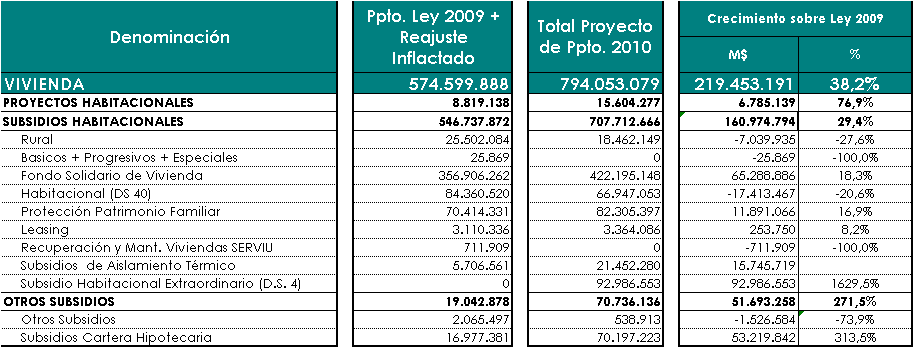 Denominación | Ppto. Ley 2009 + Reajuste Inflactado | Total Proyecto de Ppto. 2010 | Crecimiento sobre Ley 2009
M$ | %
VIVIENDA | 574.599.888 | 794.053.079 | 219.453.191 | 38,2%
PROYECTOS HABITACIONALES | 8.819.138 | 15.604.277 | 6.785.139 | 76,9%
SUBSIDIOS HABITACIONALES | 546.737.872 | 707.712.666 | 160.974.794 | 29,4%
Rural | 25.502.084 | 18.462.149 | -7.039.935 | -27,6%
Basicos + Progresivos + Especiales | 25.869 | 0 | -25.869 | -100,0%
Fondo Solidario de Vivienda | 356.906.262 | 422.195.148 | 65.288.886 | 18,3%
Habitacional (DS 40) | 84.360.520 | 66.947.053 | -17.413.467 | -20,6%
Protección Patrimonio Familiar | 70.414.331 | 82.305.397 | 11.891.066 | 16,9%
Leasing | 3.110.336 | 3.364.086 | 253.750 | 8,2%
Recuperación y Mant. Viviendas SERVIU | 711.909 | 0 | -711.909 | -100,0%
Subsidios de Aislamiento Térmico | 5.706.561 | 21.452.280 | 15.745.719
Subsidio Habitacional Extraordinario (D.S. 4) | 0 | 92.986.553 | 92.986.553 | 1629,5%
OTROS SUBSIDIOS | 19.042.878 | 70.736.136 | 51.693.258 | 271,5%
Otros Subsidios | 2.065.497 | 538.913 | -1.526.584 | -73,9%
Subsidios Cartera Hipotecaria | 16.977.381 | 70.197.223 | 53.219.842 | 313,5%